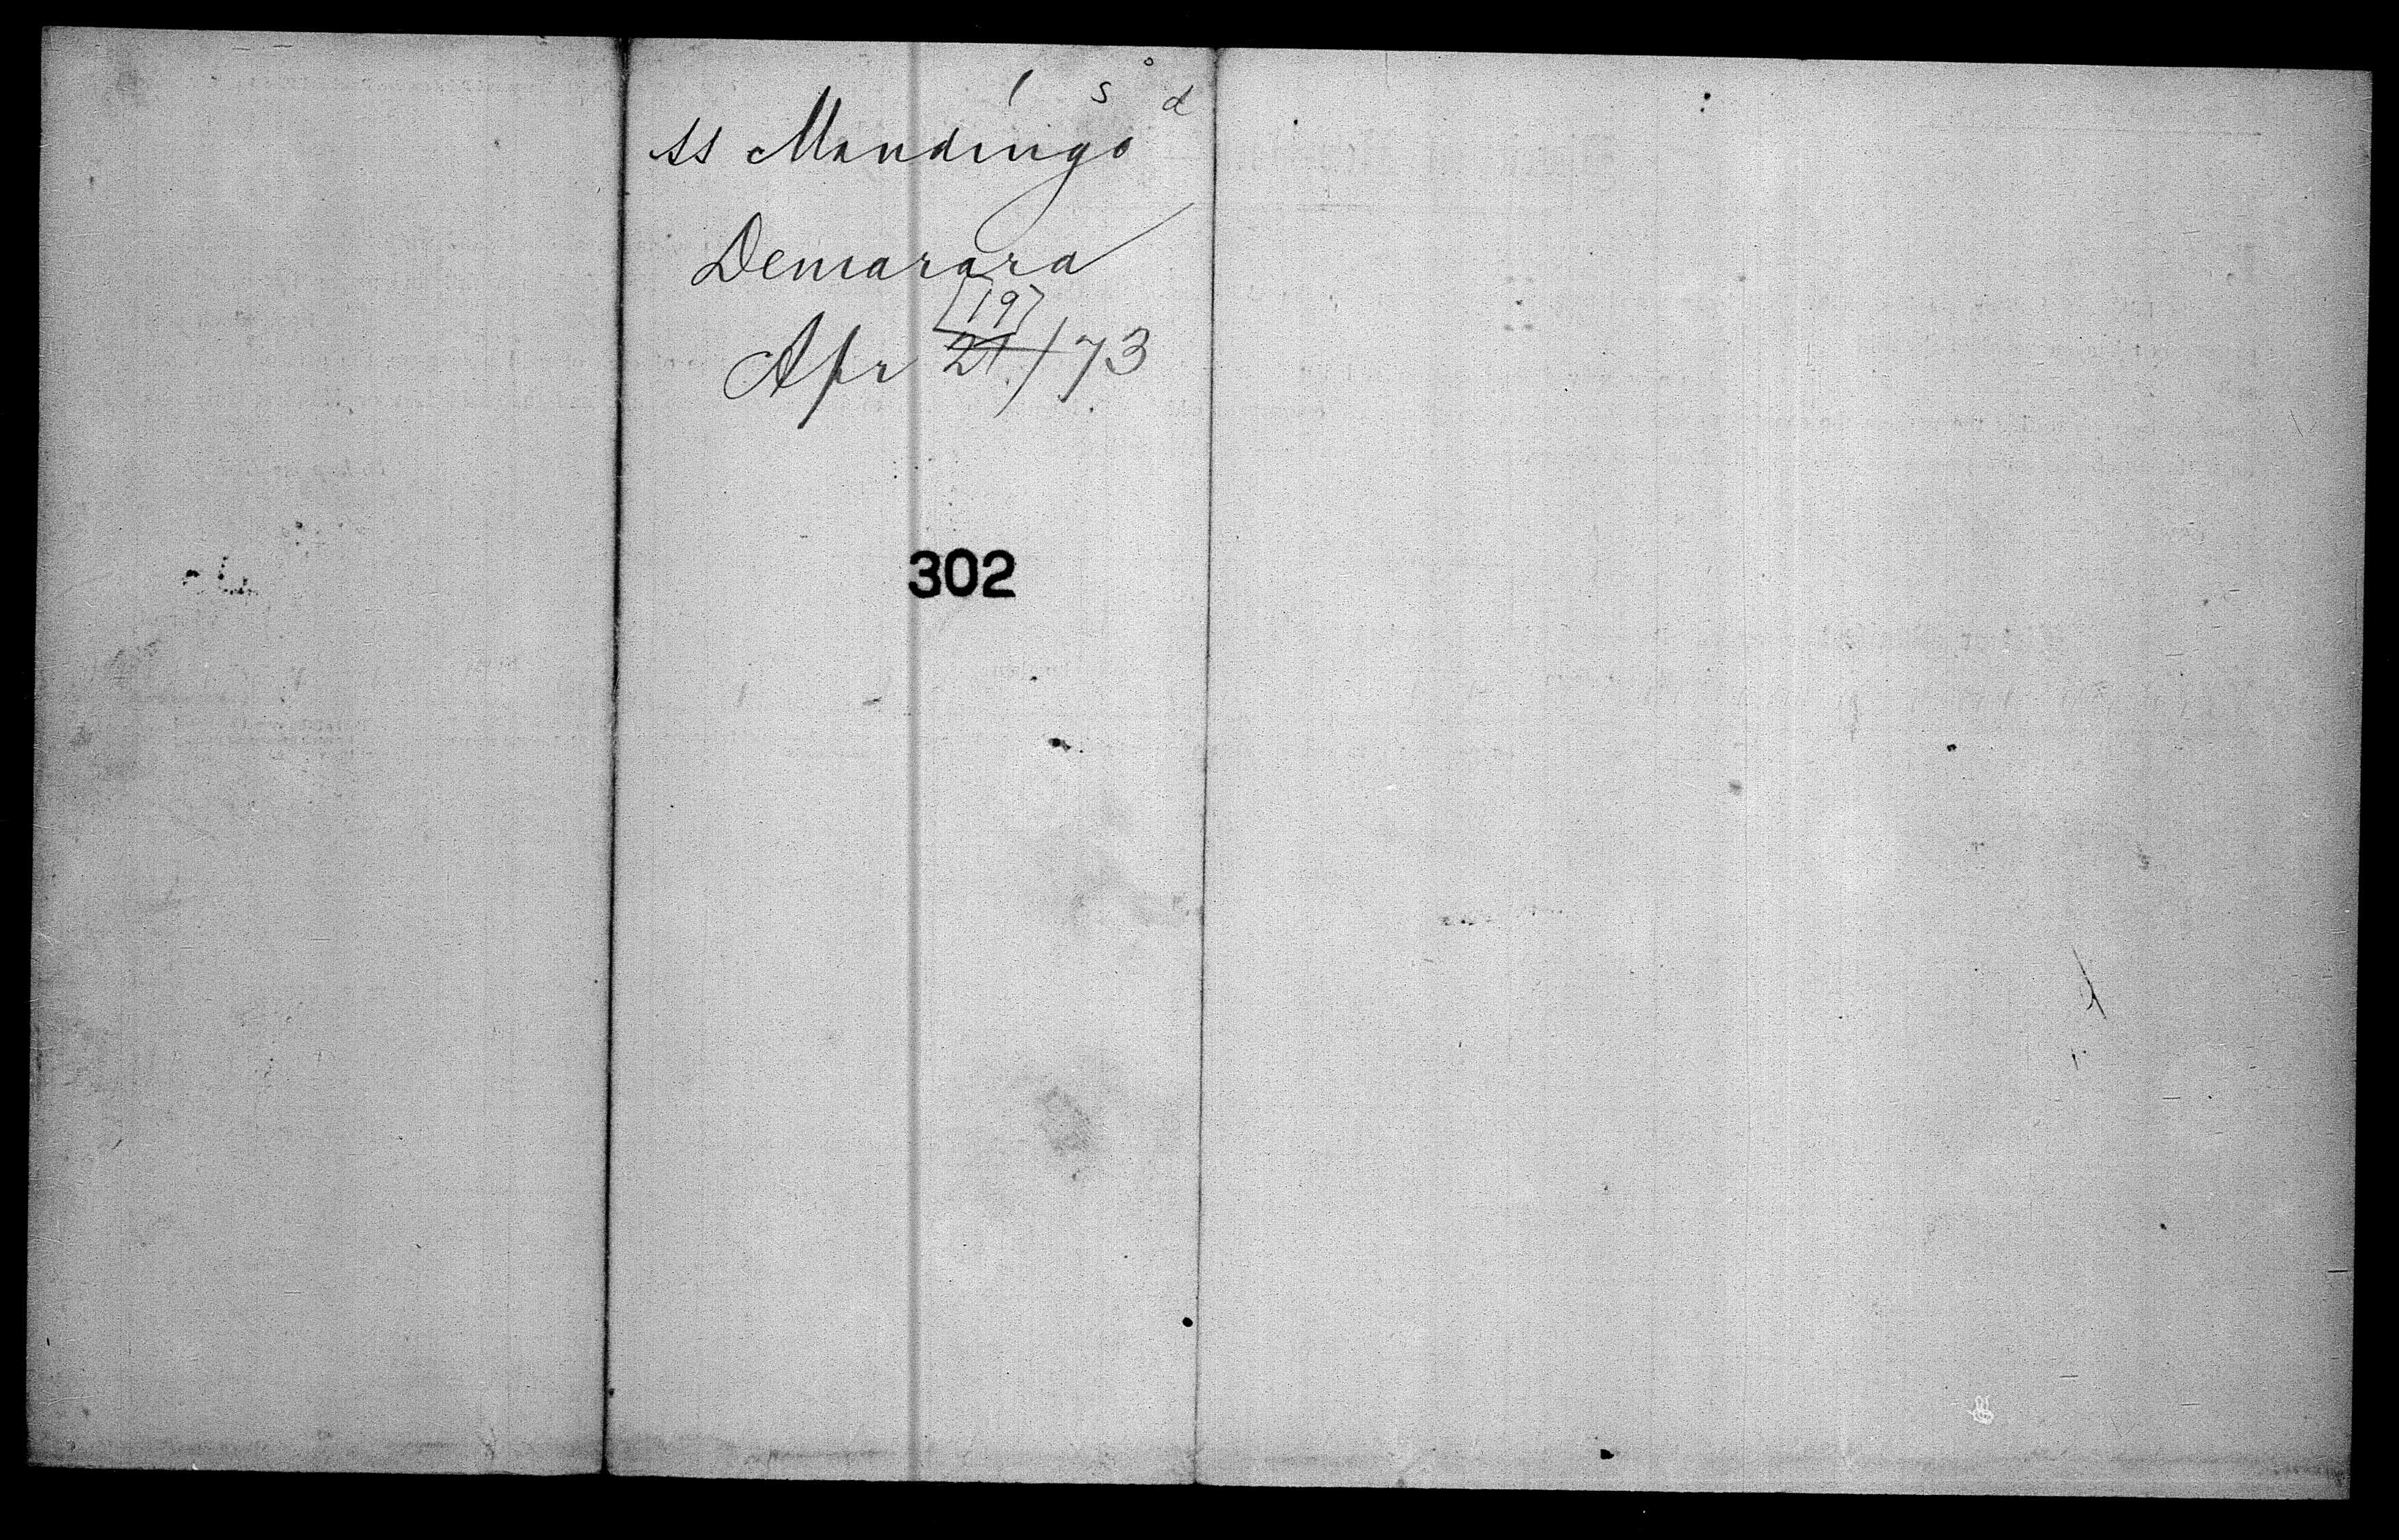 l s d
ss Mandingo
Demarara
[19]
Apr 21/73
302